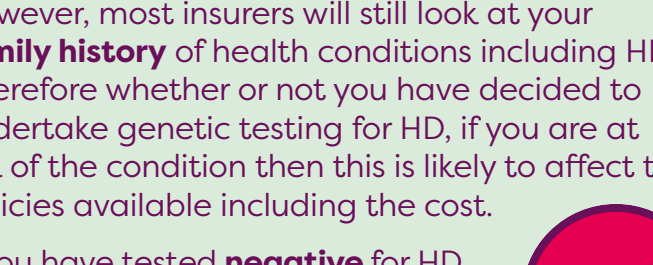 wever, most insurers will still look at your
mily history of health conditions including H
erefore whether or not you have decided to
dertake genetic testing for HD, if you are at
of the condition then this is likely to affect t
icies available including the cost.
ou have tested negative for HD